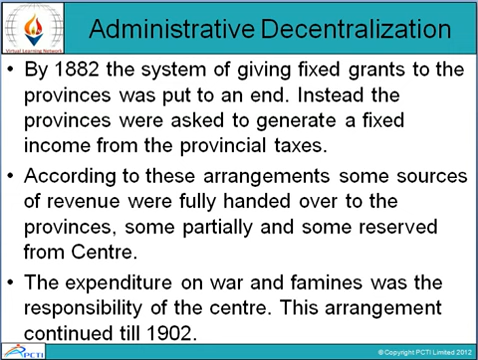 Administrative Decentralization
Virtual Learning Network
• By 1882 the system of giving fixed grants to the
provinces was put to an end. Instead the
provinces were asked to generate a fixed
income from the provincial taxes.
• According to these arrangements some sources
of revenue were fully handed over to the
provinces, some partially and some reserved
from Centre.
• The expenditure on war and famines was the
responsibility of the centre. This arrangement
continued till 1902.
PCTI
©Copyright PCTI Limited 2012